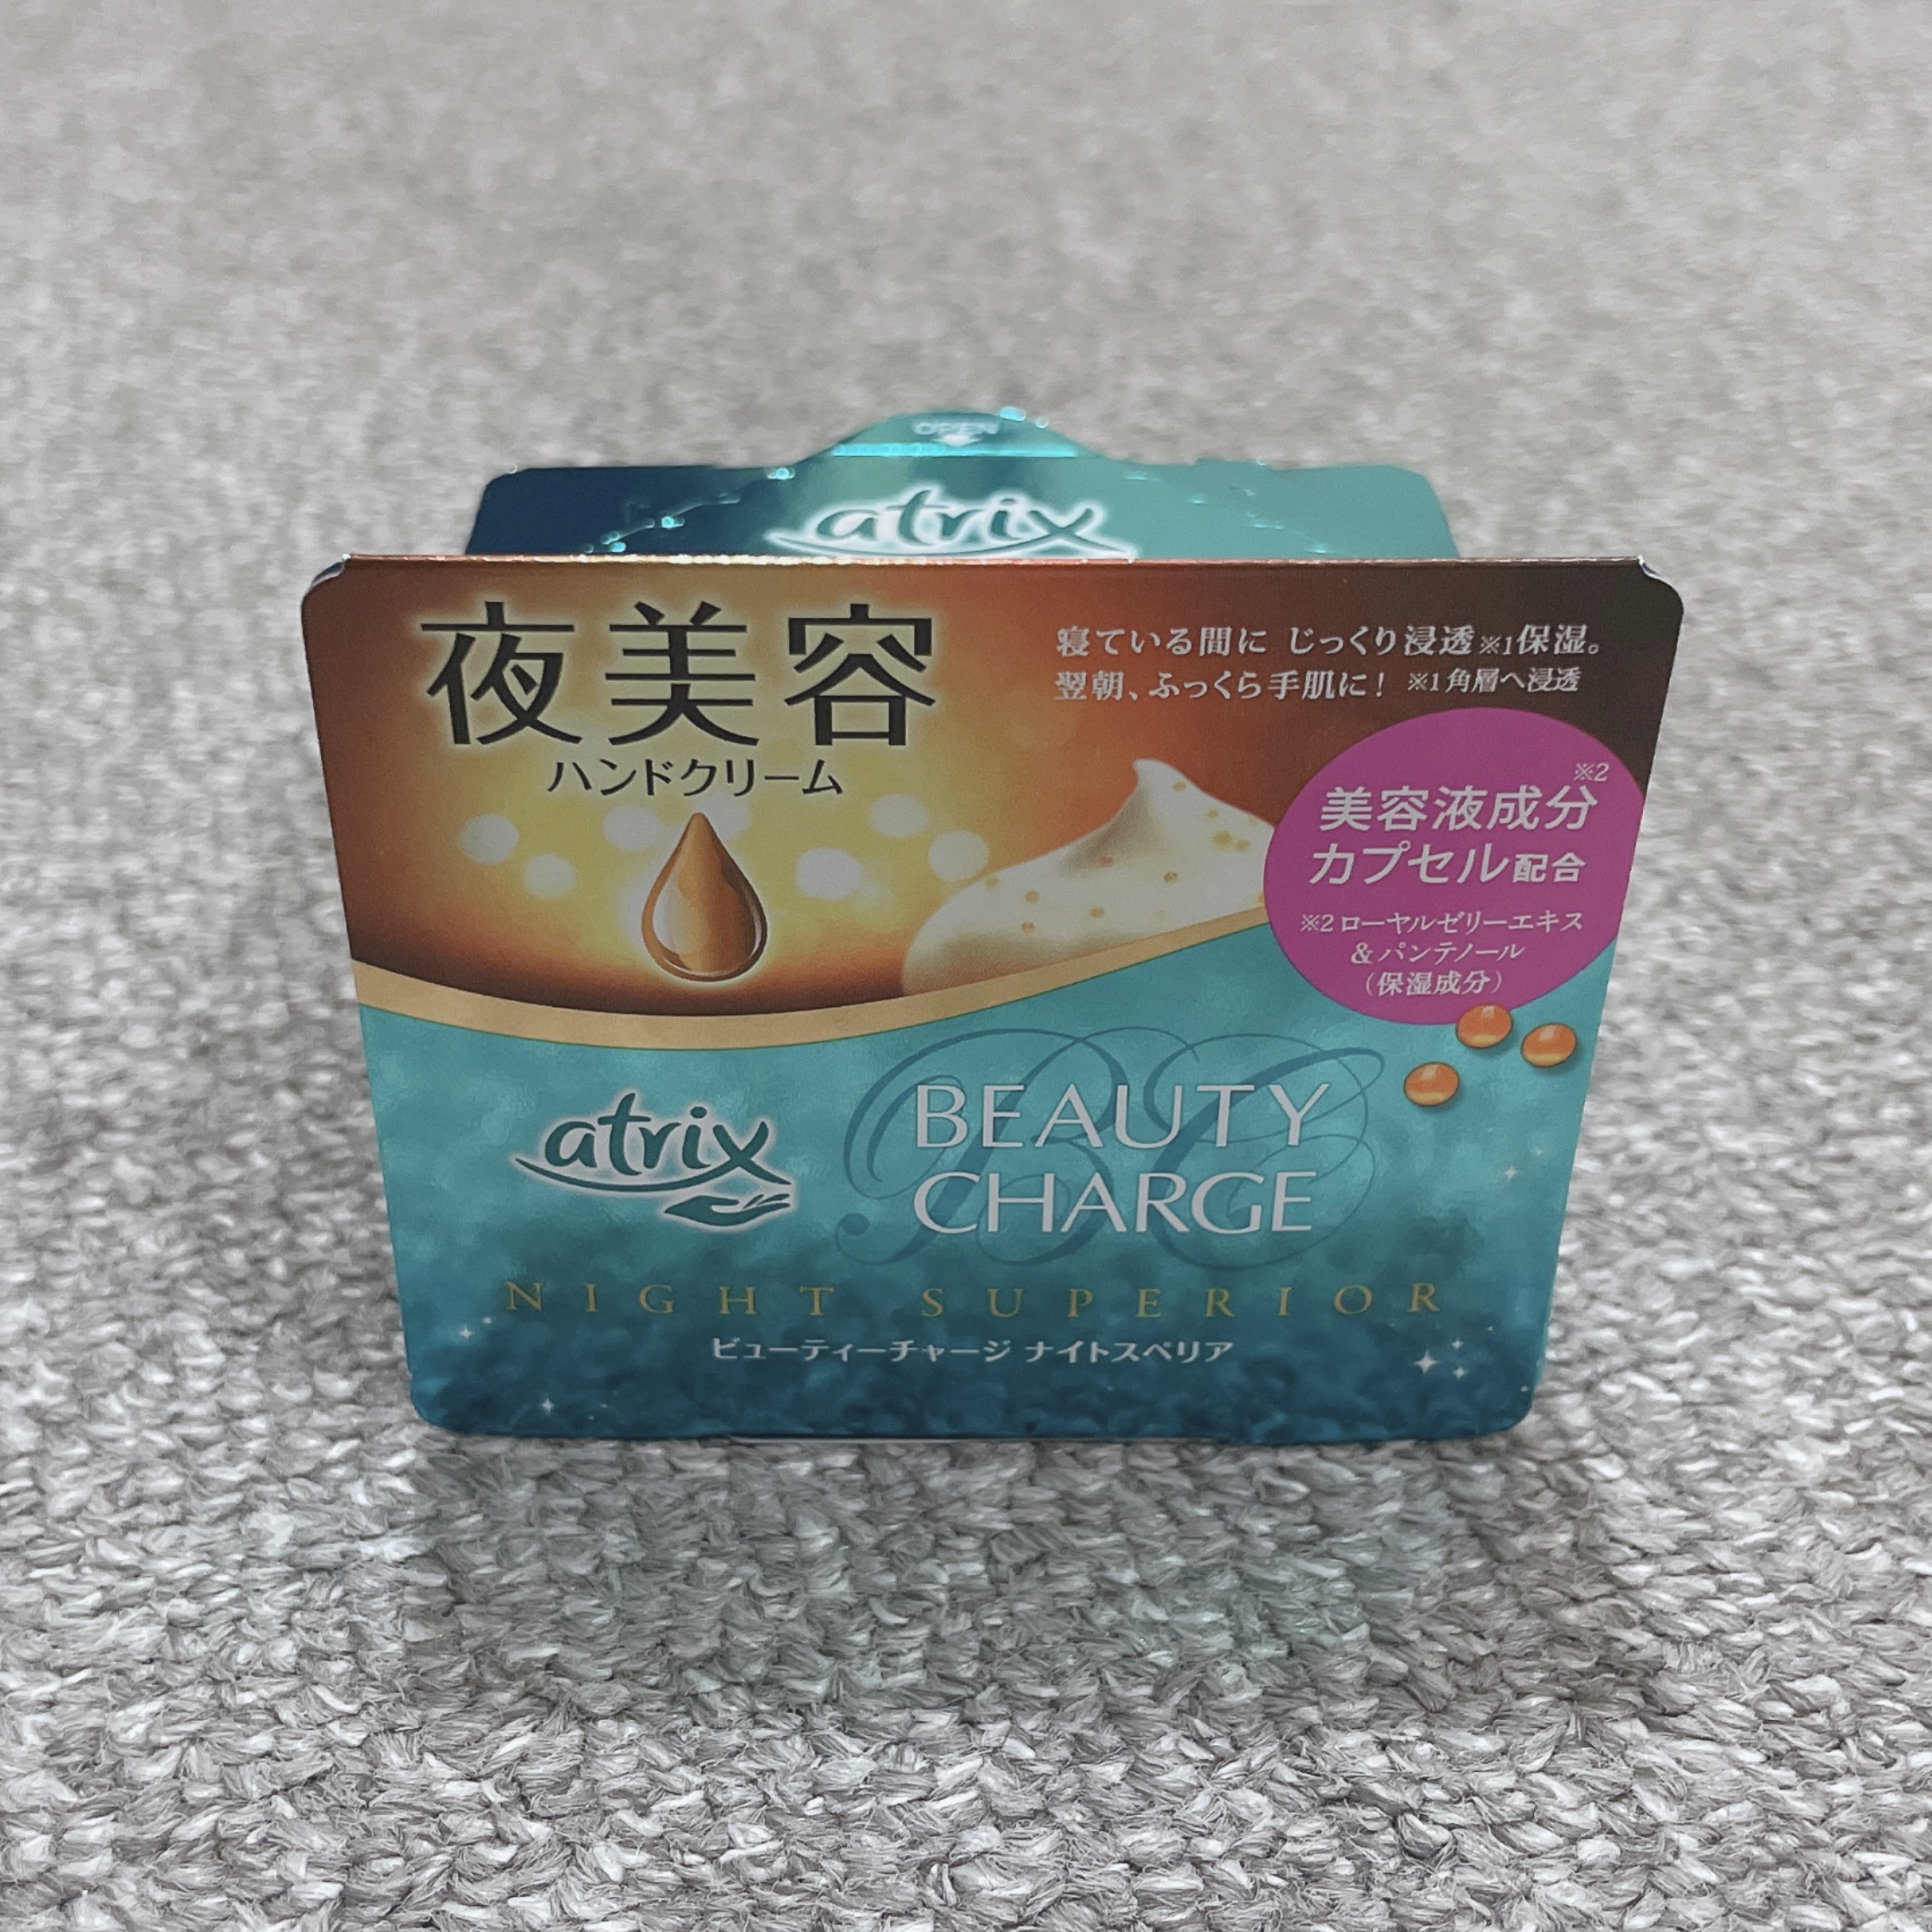 OPEN
atrix
夜美容
ハンドクリーム
寝ている間に じっくり浸透※1保湿。
翌朝、ふっくら手肌に! ※1角層へ浸透
※2
美容液成分
カプセル配合
※2ローヤルゼリーエキス
&パンテノール
(保湿成分)
atrix
BC
BEAUTY
CHARGE
NIGHT SUPERIOR
ビューティーチャージ ナイトスペリア